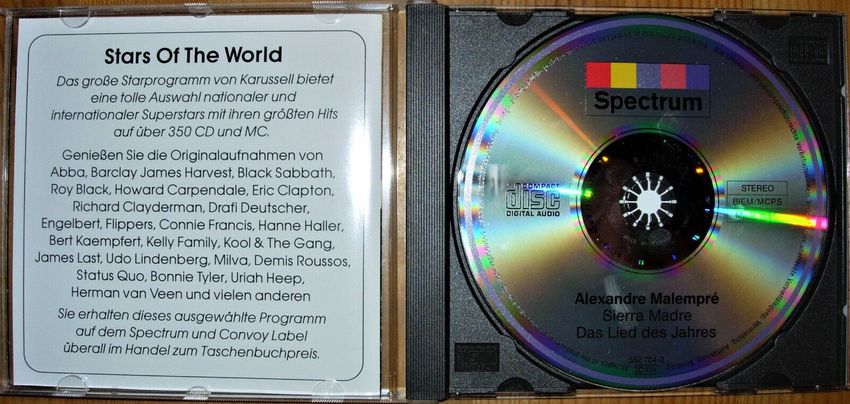 Stars Of The World
Das große Starprogramm von Karussell bietet
eine tolle Auswahl nationaler und
internationaler Superstars mit ihren größten Hits
auf über 350 CD und MC.
Genießen Sie die Originalaufnahmen von
Abba, Barclay James Harvest, Black Sabbath,
Roy Black, Howard Carpendale, Eric Clapton,
Richard Clayderman, Drafi Deutscher,
Engelbert, Flippers, Connie Francis, Hanne Haller,
Bert Kaempfert, Kelly Family, Kool & The Gang,
James Last, Udo Lindenberg, Milva, Demis Roussos,
Status Quo, Bonnie Tyler, Uriah Heep,
Herman van Veen und vielen anderen
Sie erhalten dieses ausgewählte Programm
auf dem Spectrum und Convoy Label
überall im Handel zum Taschenbuchpreis.
Spectrum
COMPACT
disc
DIGITAL AUDIO
STEREO
BIEM/MCPS
Alexandre Malempré
Sierra Madre
Das Lied des Jahres
552 704-2